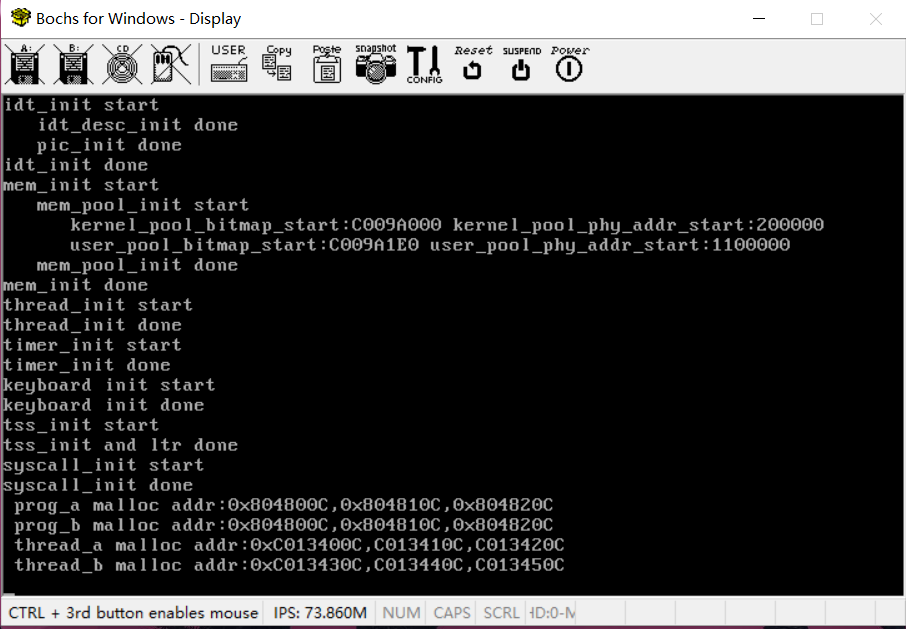 Bochs for Windows - Display
A: B: CD USER Copy Paste snapshot CONFIG Reset SUSPEND Power
idt_init start
idt_desc_init done
pic_init done
idt_init done
mem_init start
mem_pool_init start
kernel_pool_bitmap_start:C009A000 kernel_pool_phy_addr_start:200000
user_pool_bitmap_start:C009A1E0 user_pool_phy_addr_start:1100000
mem_pool_init done
mem_init done
thread_init start
thread_init done
timer_init start
timer_init done
keyboard init start
keyboard init done
tss_init start
tss_init and ltr done
syscall_init start
syscall_init done
prog_a malloc addr:0x804800C,0x804810C,0x804820C
prog_b malloc addr:0x804800C,0x804810C,0x804820C
thread_a malloc addr:0xC013400C,C013410C,C013420C
thread_b malloc addr:0xC013430C,C013440C,C013450C
CTRL + 3rd button enables mouse IPS: 73.860M NUM CAPS SCRL